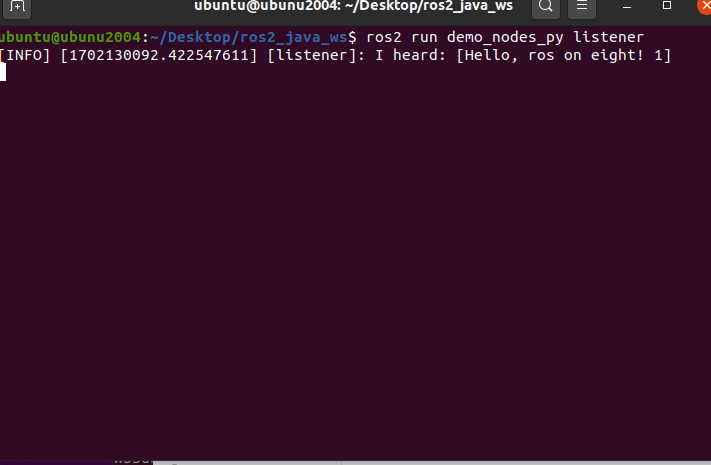 ubuntu@ubunu2004: ~/Desktop/ros2_java_ws
ubuntu@ubunu2004:~/Desktop/ros2_java_ws$ ros2 run demo_nodes_py listener
[INFO] [1702130092.422547611] [listener]: I heard: [Hello, ros on eight! 1]